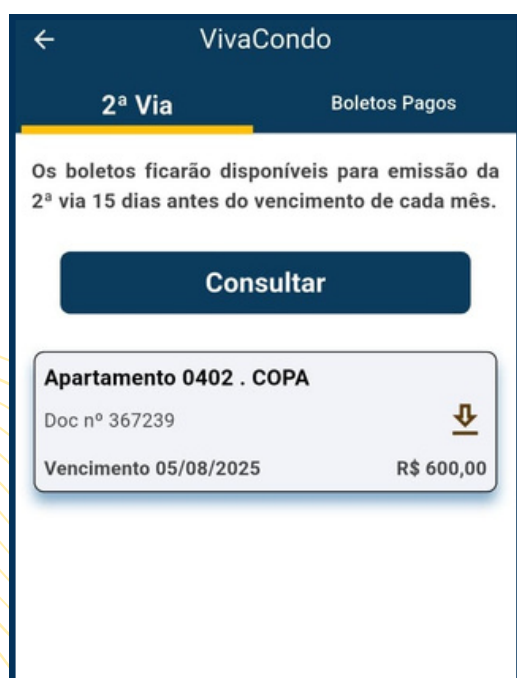 VivaCondo
2ª Via
Boletos Pagos
Os boletos ficarão disponíveis para emissão da
2ª via 15 dias antes do vencimento de cada mês.
Consultar
Apartamento 0402 . COPA
Doc nº 367239
Vencimento 05/08/2025 R$ 600,00